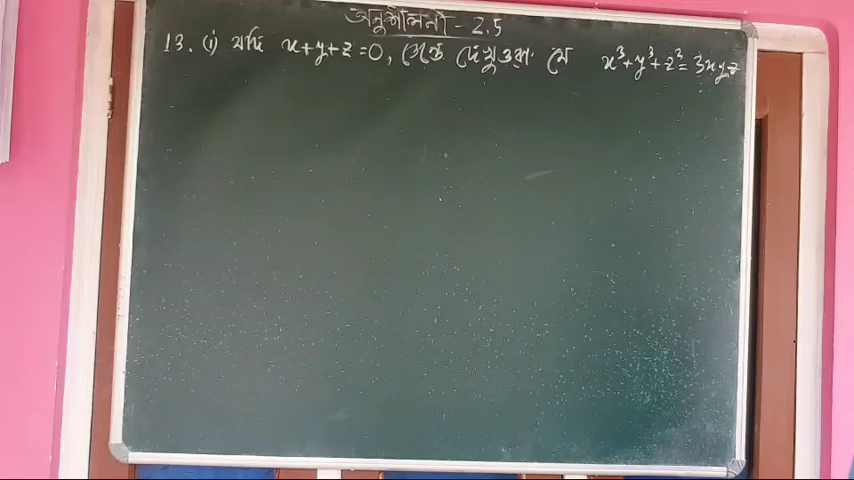 অনুশীলনী - 2.5
13. (i) যদি x+y+z=0, তেন্তে দেখুওৱা যে x³+y³+z³=3xyz